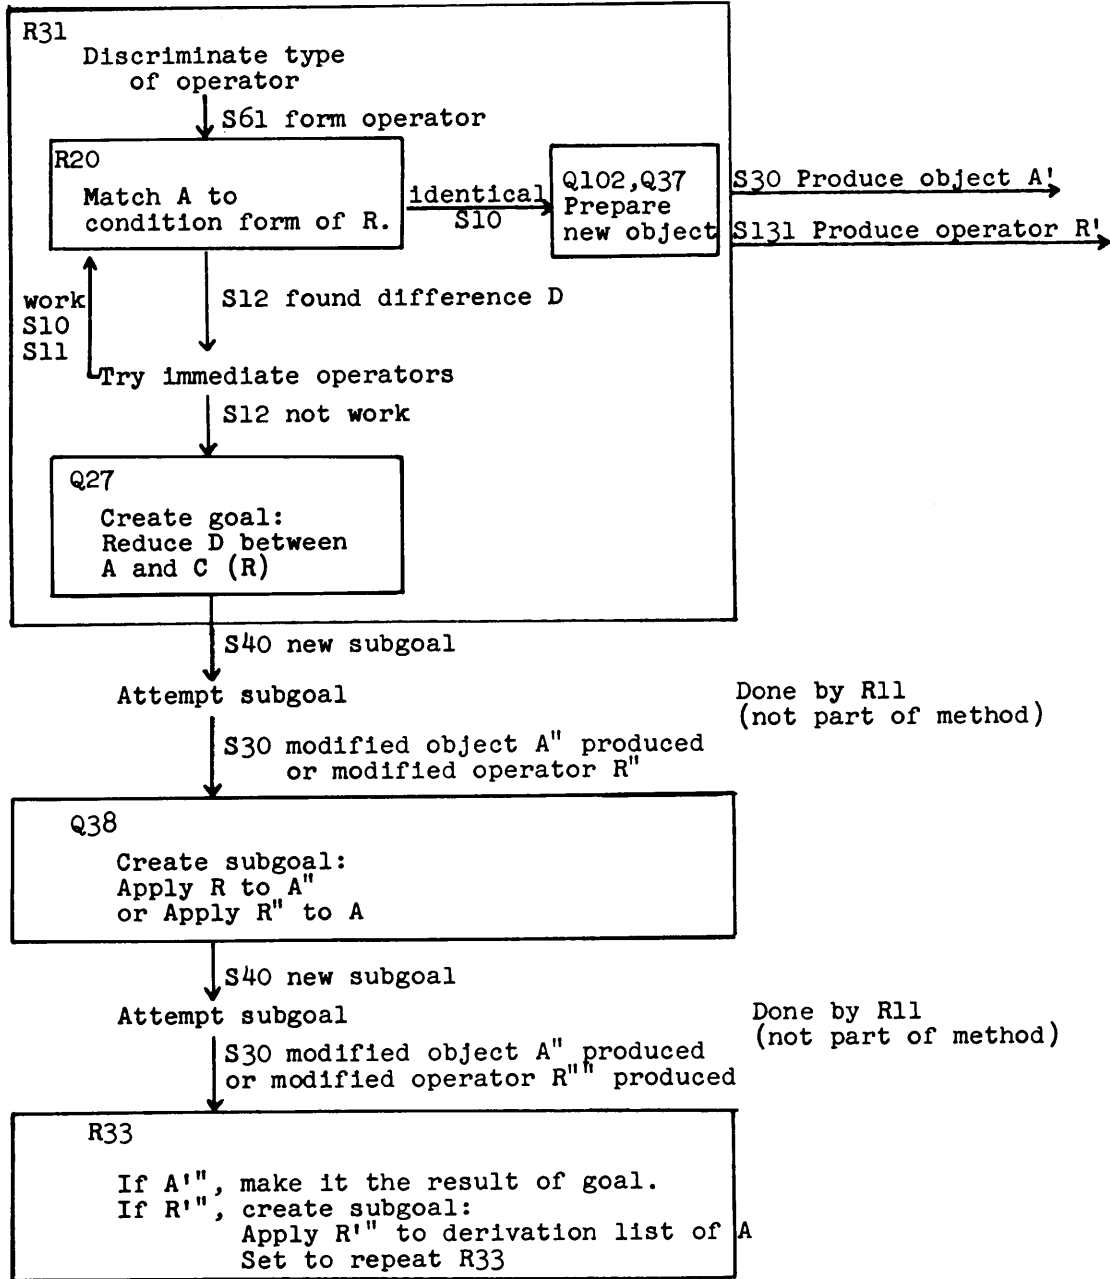 R31
Discriminate type
of operator
S61 form operator
R20
Match A to
condition form of R.
identical
S10
Q102,Q37
Prepare
new object
S30 Produce object A'
S131 Produce operator R'
work
S10
S11
S12 found difference D
Try immediate operators
S12 not work
Q27
Create goal:
Reduce D between
A and C (R)
S40 new subgoal
Attempt subgoal
Done by R11
(not part of method)
S30 modified object A" produced
or modified operator R"
Q38
Create subgoal:
Apply R to A"
or Apply R" to A
S40 new subgoal
Attempt subgoal
Done by R11
(not part of method)
S30 modified object A" produced
or modified operator R"" produced
R33
If A'", make it the result of goal.
If R'", create subgoal:
Apply R'" to derivation list of A
Set to repeat R33